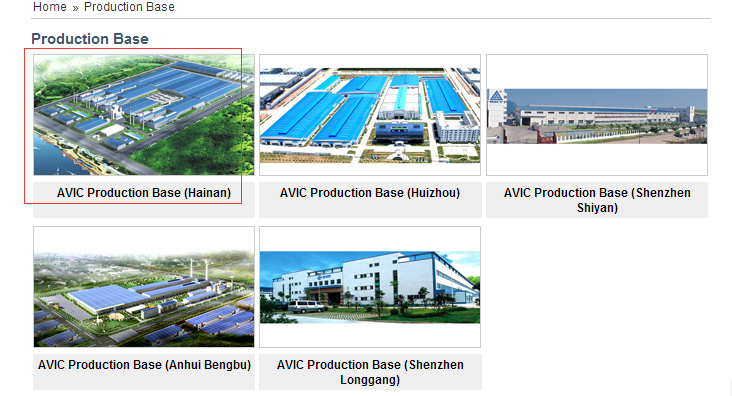 Home » Production Base
Production Base
AVIC Production Base (Hainan)
AVIC Production Base (Huizhou)
AVIC Production Base (Shenzhen
Shiyan)
AVIC Production Base (Anhui Bengbu)
AVIC Production Base (Shenzhen
Longgang)